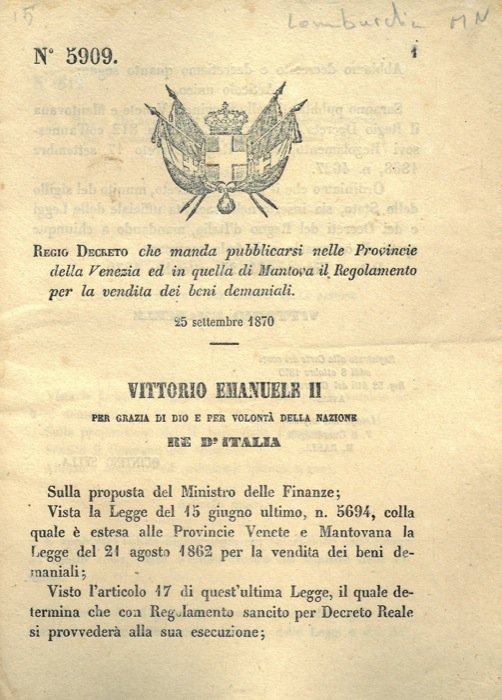 15
Lombardia MN
N° 5909.
1
REGIO DECRETO che manda pubblicarsi nelle Provincie
della Venezia ed in quella di Mantova il Regolamento
per la vendita dei beni demaniali.
25 settembre 1870
VITTORIO EMANUELE II
PER GRAZIA DI DIO E PER VOLONTÀ DELLA NAZIONE
RE D'ITALIA
Sulla proposta del Ministro delle Finanze;
Vista la Legge del 15 giugno ultimo, n. 5694, colla
quale è estesa alle Provincie Venete e Mantovana la
Legge del 21 agosto 1862 per la vendita dei beni de-
maniali;
Visto l'articolo 17 di quest'ultima Legge, il quale de-
termina che con Regolamento sancito per Decreto Reale
si provvederà alla sua esecuzione;